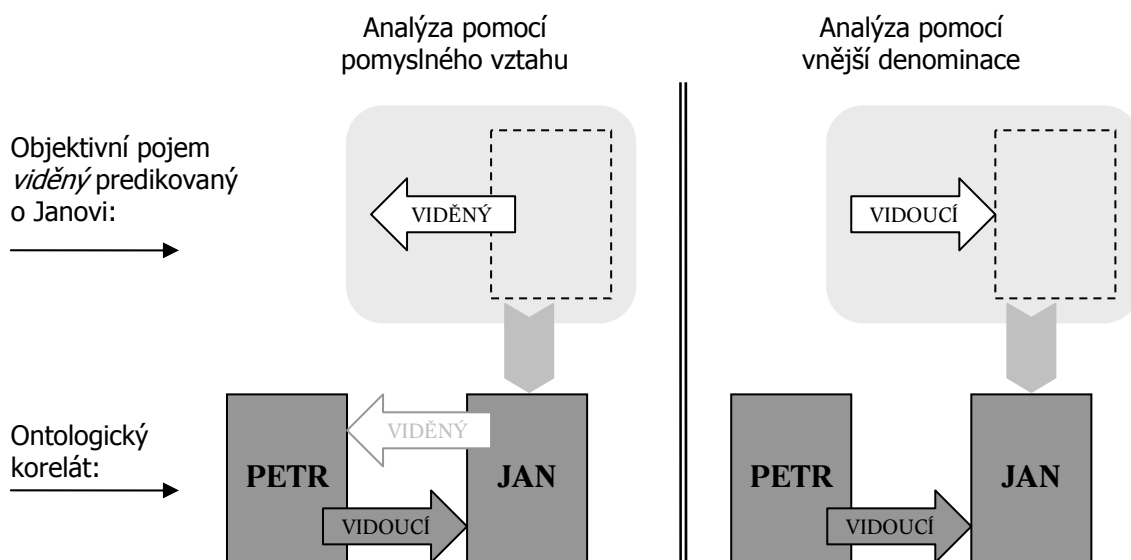 Analýza pomocí
pomyslného vztahu
Analýza pomocí
vnější denominace
Objektivní pojem
viděný predikovaný
o Janovi:
VIDĚNÝ
VIDOUCÍ
Ontologický
korelát:
VIDĚNÝ
PETR
JAN
VIDOUCÍ
PETR
JAN
VIDOUCÍ